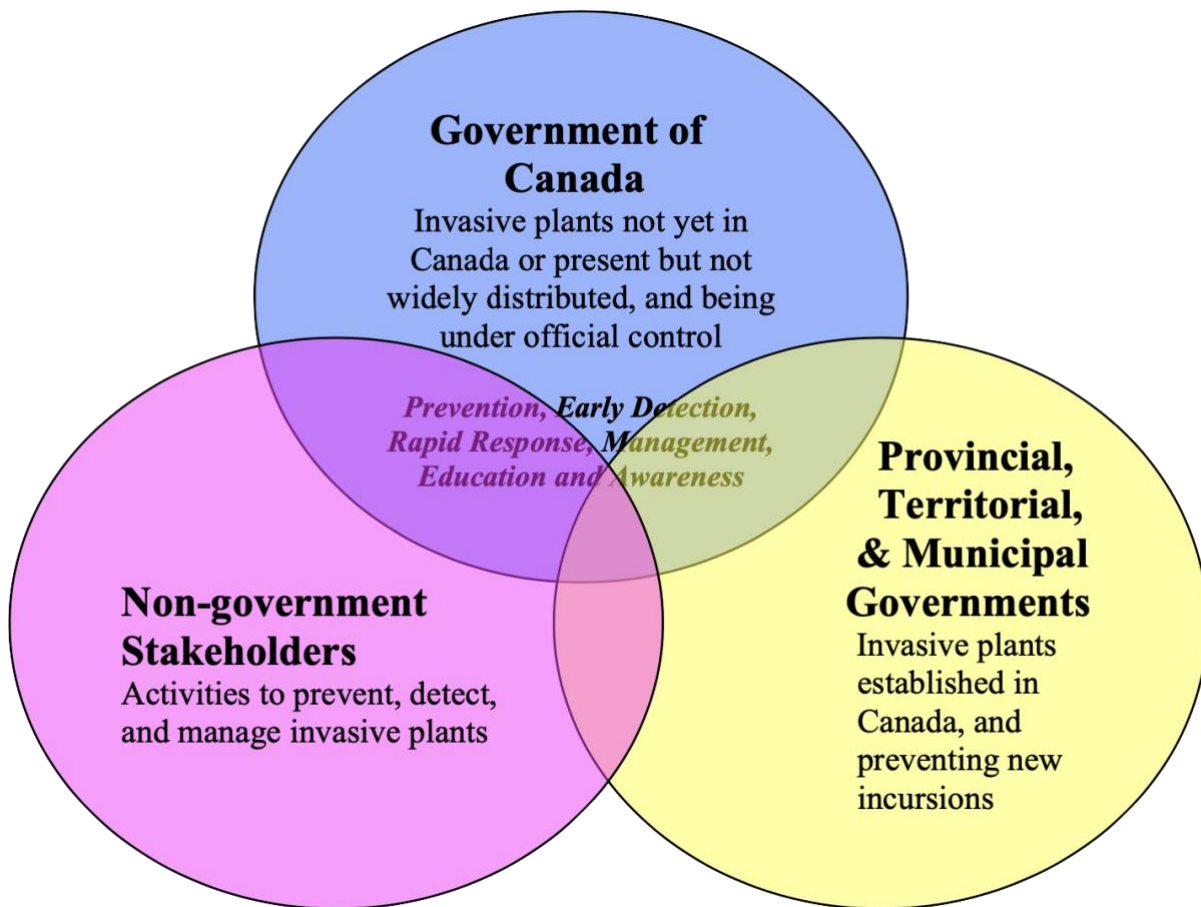 Government of
Canada
Invasive plants not yet in
Canada or present but not
widely distributed, and being
under official control
Prevention, Early Detection,
Rapid Response, Management,
Education and Awareness
Non-government
Stakeholders
Activities to prevent, detect,
and manage invasive plants
Provincial,
Territorial,
& Municipal
Governments
Invasive plants
established in
Canada, and
preventing new
incursions